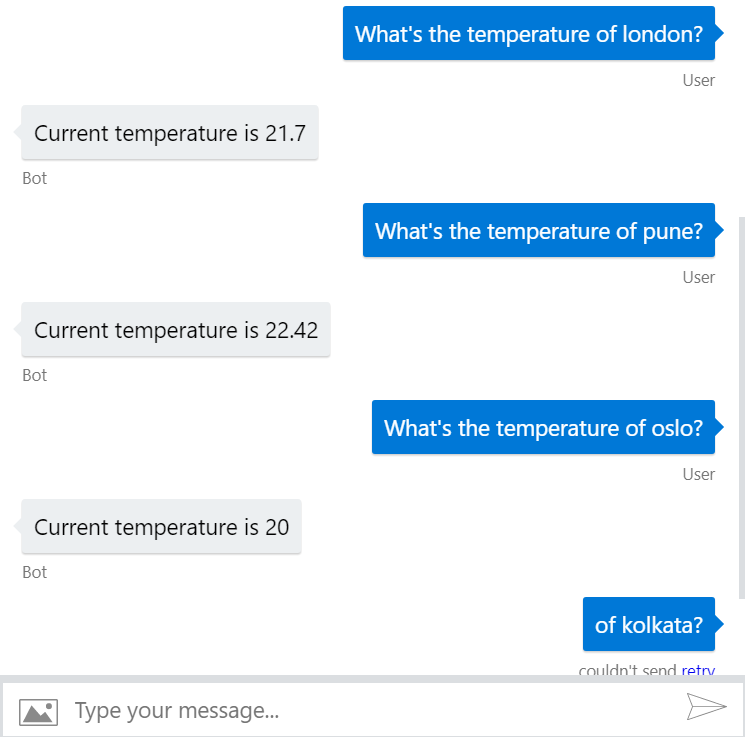 What's the temperature of london?
User
Current temperature is 21.7
Bot
What's the temperature of pune?
User
Current temperature is 22.42
Bot
What's the temperature of oslo?
User
Current temperature is 20
Bot
of kolkata?
couldn't send retry
Type your message...